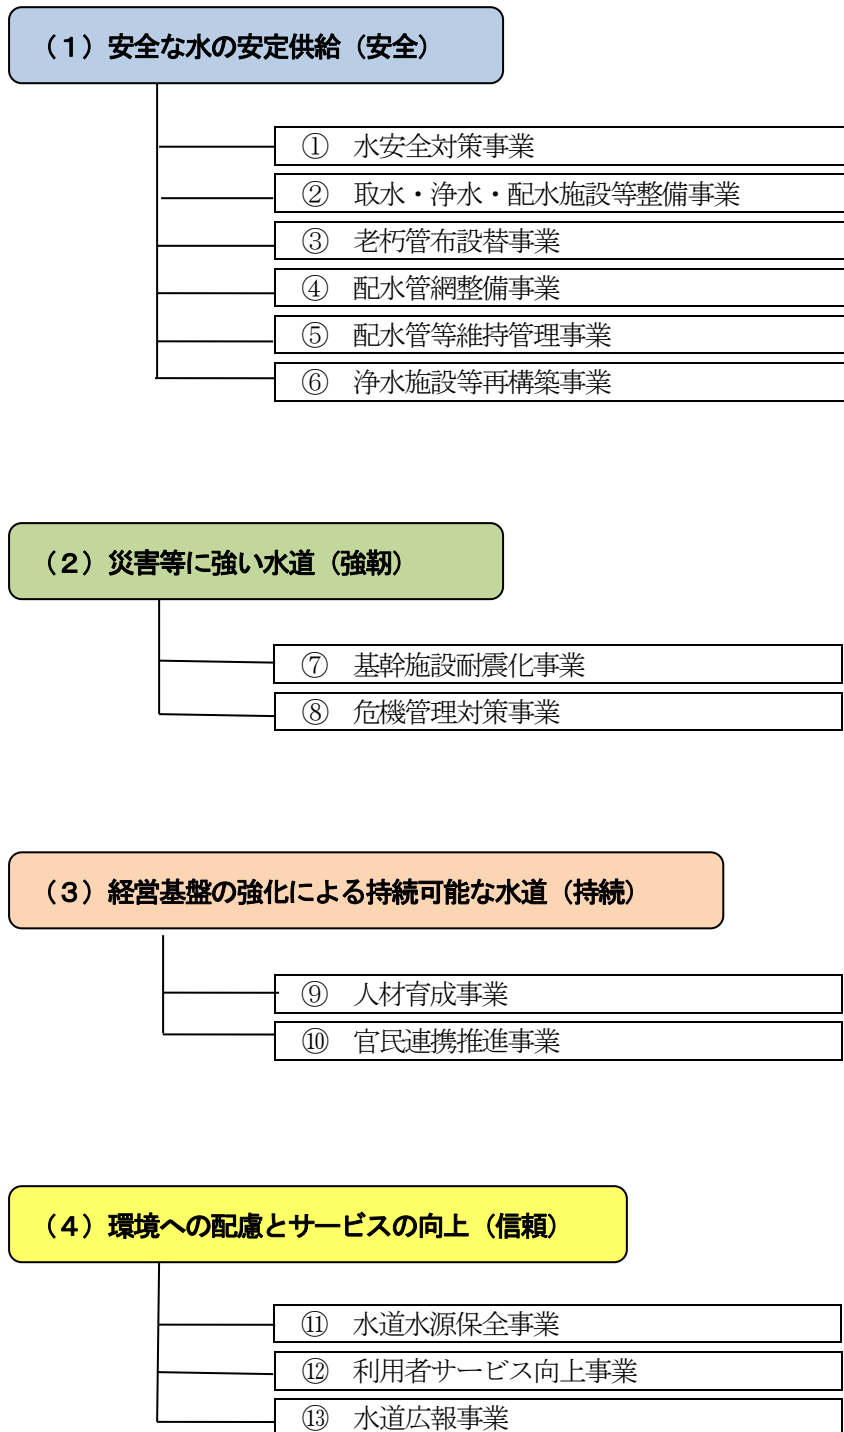 （１）安全な水の安定供給（安全）
①　水安全対策事業
②　取水・浄水・配水施設等整備事業
③　老朽管布設替事業
④　配水管網整備事業
⑤　配水管等維持管理事業
⑥　浄水施設等再構築事業
（２）災害等に強い水道（強靭）
⑦　基幹施設耐震化事業
⑧　危機管理対策事業
（３）経営基盤の強化による持続可能な水道（持続）
⑨　人材育成事業
⑩　官民連携推進事業
（４）環境への配慮とサービスの向上（信頼）
⑪　水道水源保全事業
⑫　利用者サービス向上事業
⑬　水道広報事業